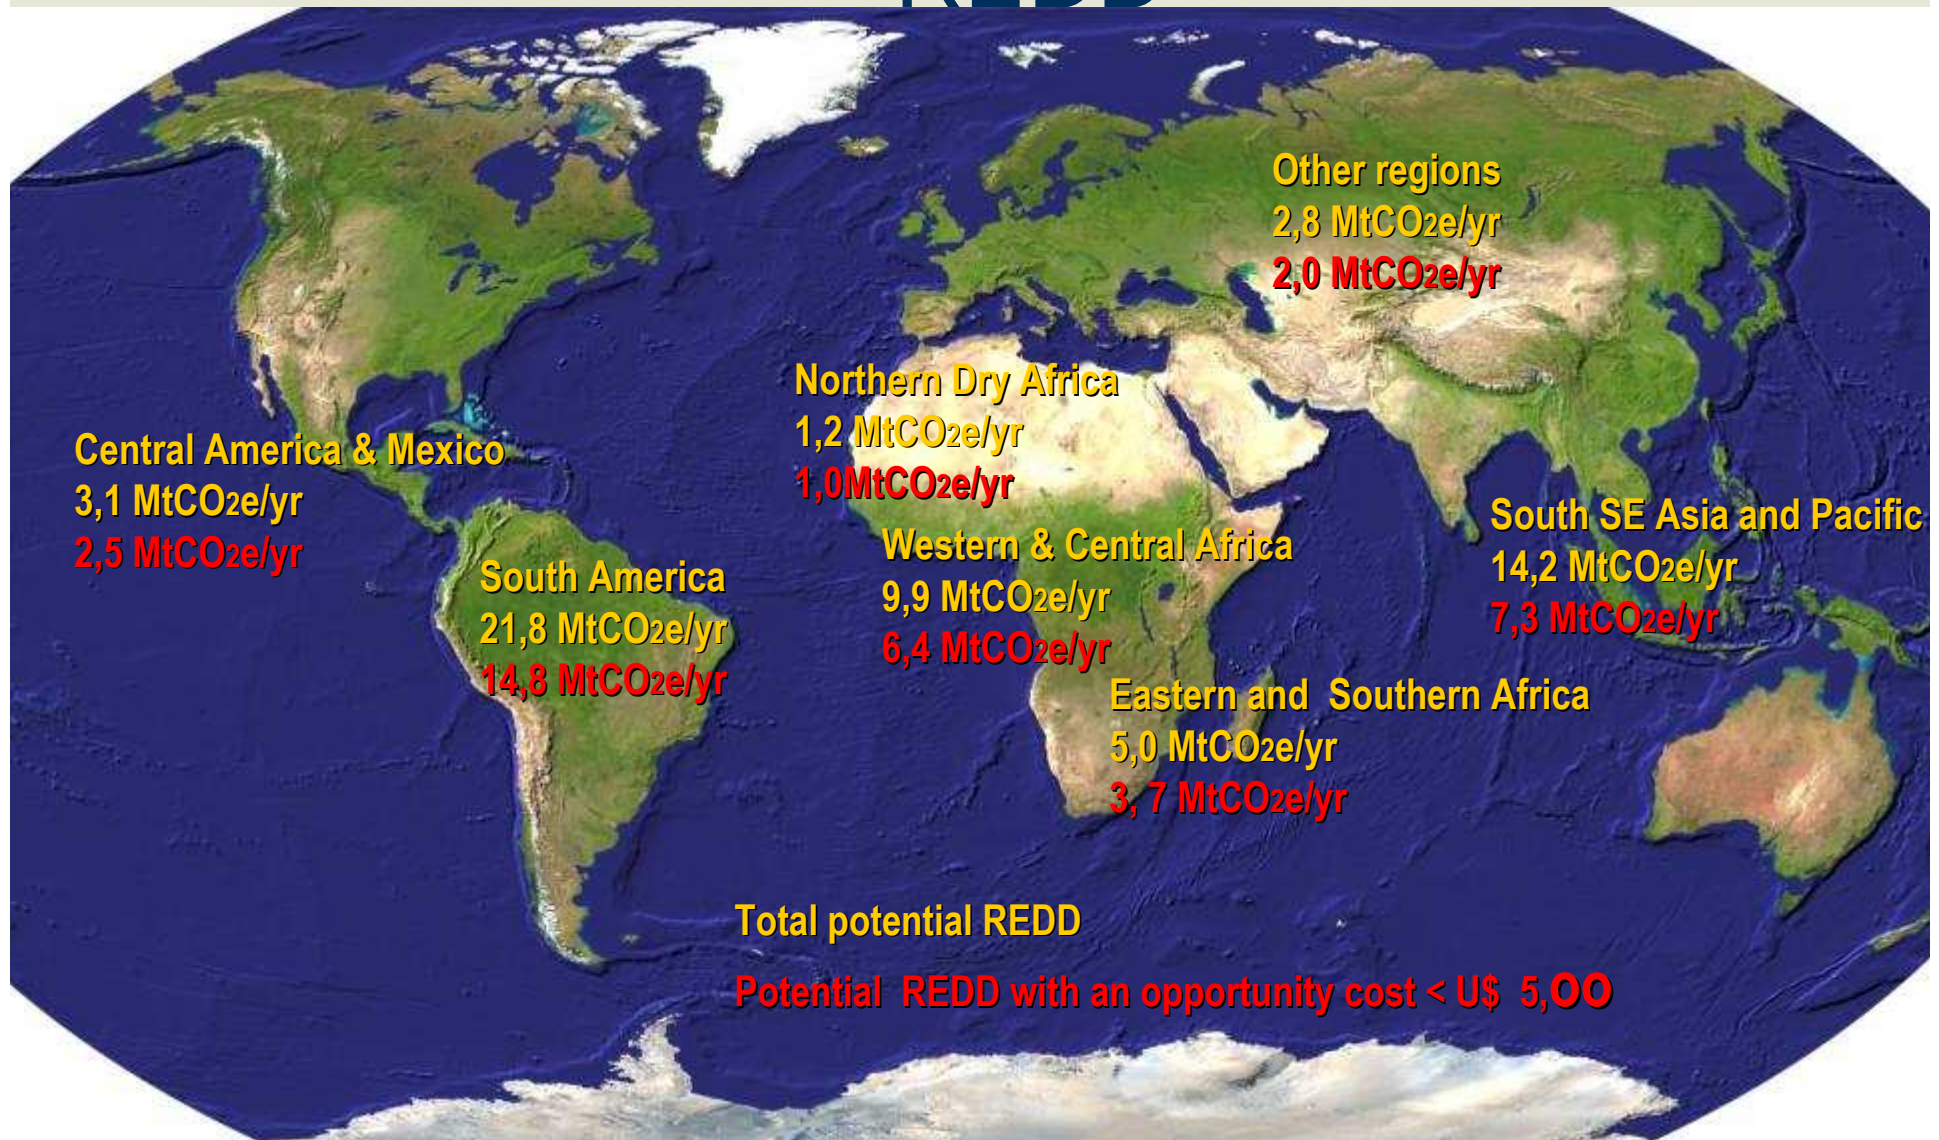 REDD
Other regions
2,8 MtCO2e/yr
2,0 MtCO2e/yr
Northern Dry Africa
1,2 MtCO2e/yr
1,0MtCO2e/yr
Central America & Mexico
3,1 MtCO2e/yr
2,5 MtCO2e/yr
South SE Asia and Pacific
14,2 MtCO2e/yr
7,3 MtCO2e/yr
Western & Central Africa
9,9 MtCO2e/yr
6,4 MtCO2e/yr
South America
21,8 MtCO2e/yr
14,8 MtCO2e/yr
Eastern and  Southern Africa
5,0 MtCO2e/yr
3, 7 MtCO2e/yr
Total potential REDD
Potential  REDD with an opportunity cost < U$  5,00